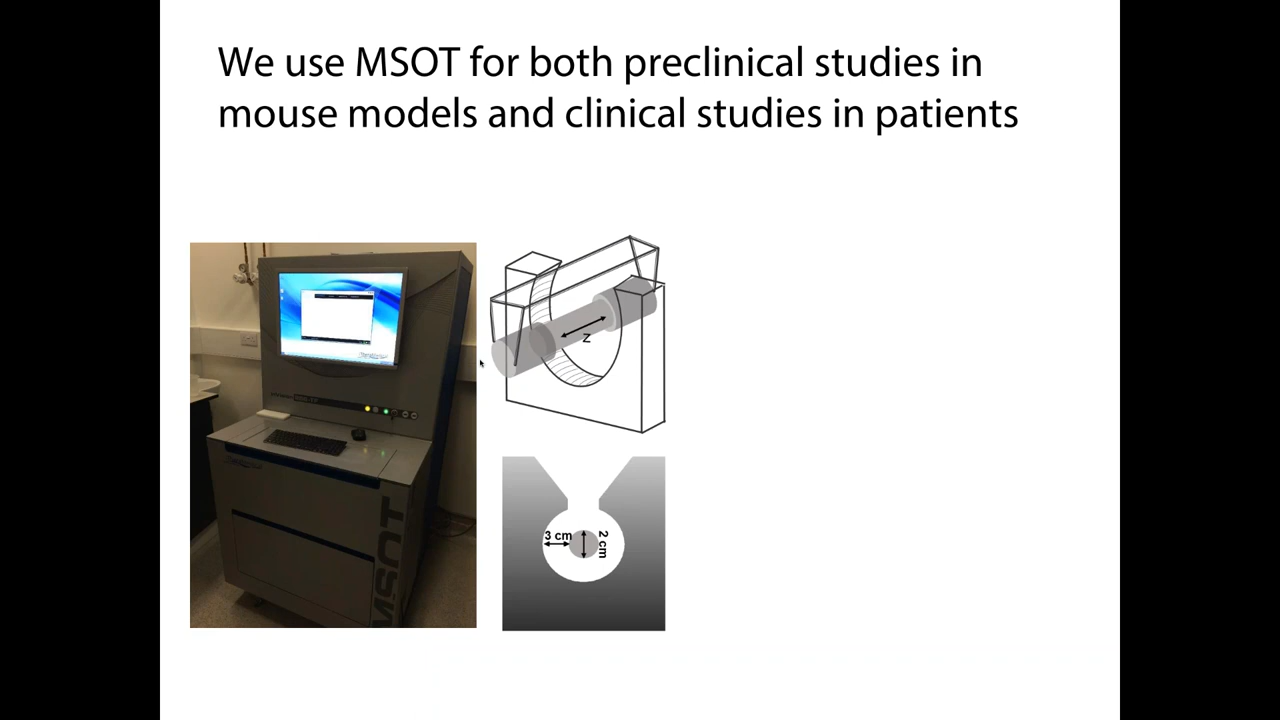 We use MSOT for both preclinical studies in
mouse models and clinical studies in patients
Z
MSOT
3 cm
2 cm